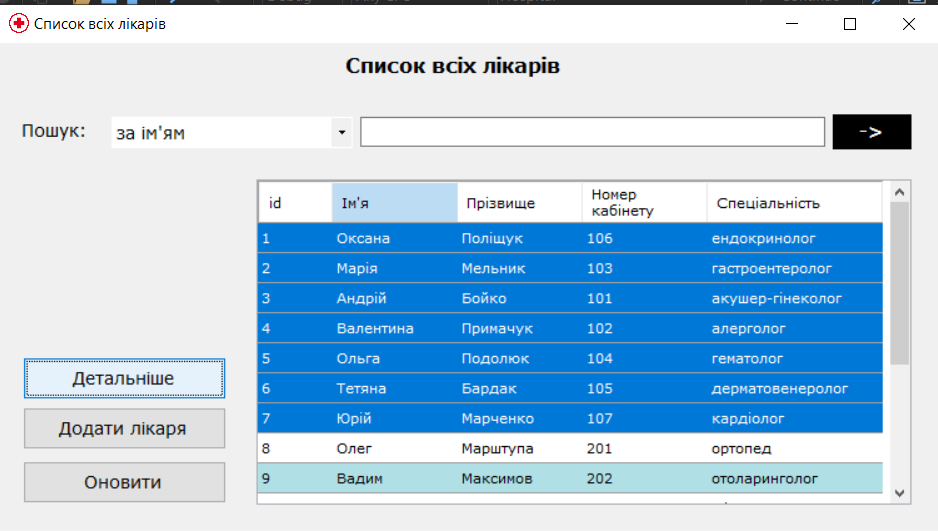 Список всіх лікарів
Список всіх лікарів
Пошук: за ім'ям ->
id Ім'я Прізвище Номер кабінету Спеціальність
1 Оксана Поліщук 106 ендокринолог
2 Марія Мельник 103 гастроентеролог
3 Андрій Бойко 101 акушер-гінеколог
4 Валентина Примачук 102 алерголог
5 Ольга Подолюк 104 гематолог
6 Тетяна Бардак 105 дерматовенеролог
7 Юрій Марченко 107 кардіолог
8 Олег Марштупа 201 ортопед
9 Вадим Максимов 202 отоларинголог
Детальніше
Додати лікаря
Оновити